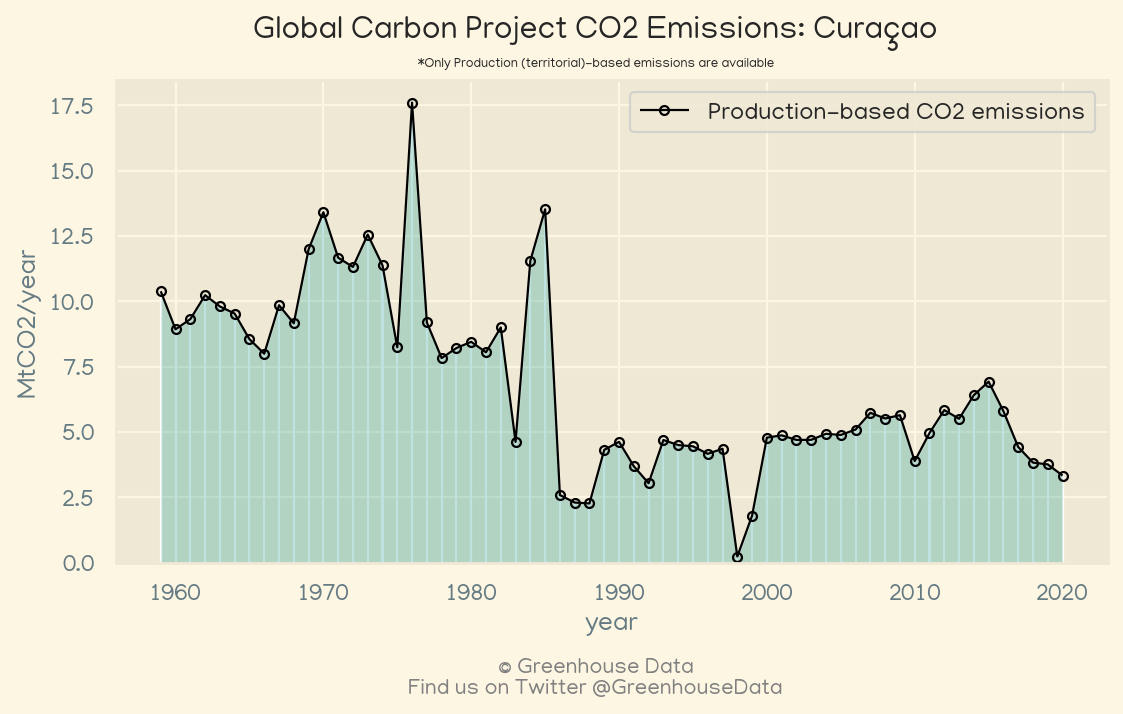 Global Carbon Project CO2 Emissions: Curaçao
*Only Production (territorial)-based emissions are available
Production-based CO2 emissions
17.5
15.0
12.5
10.0
7.5
5.0
2.5
0.0
MtCO2/year
1960 1970 1980 1990 2000 2010 2020
year
© Greenhouse Data
Find us on Twitter @GreenhouseData